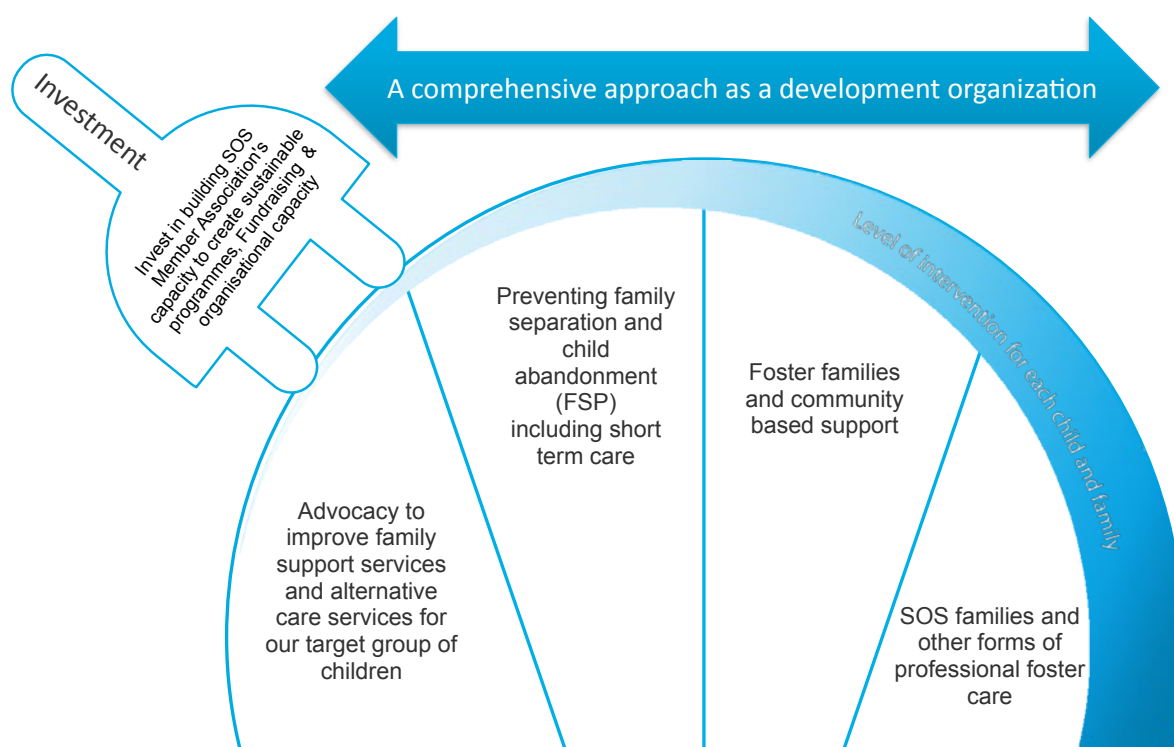 A comprehensive approach as a development organization
Investment
Invest in building SOS
Member Association's
capacity to create sustainable
programmes, Fundraising &
organisational capacity
Level of intervention for each child and family
Preventing family
separation and
child
abandonment
(FSP)
including short
term care
Foster families
and community
based support
Advocacy to
improve family
support services
and alternative
care services for
our target group of
children
SOS families and
other forms of
professional foster
care